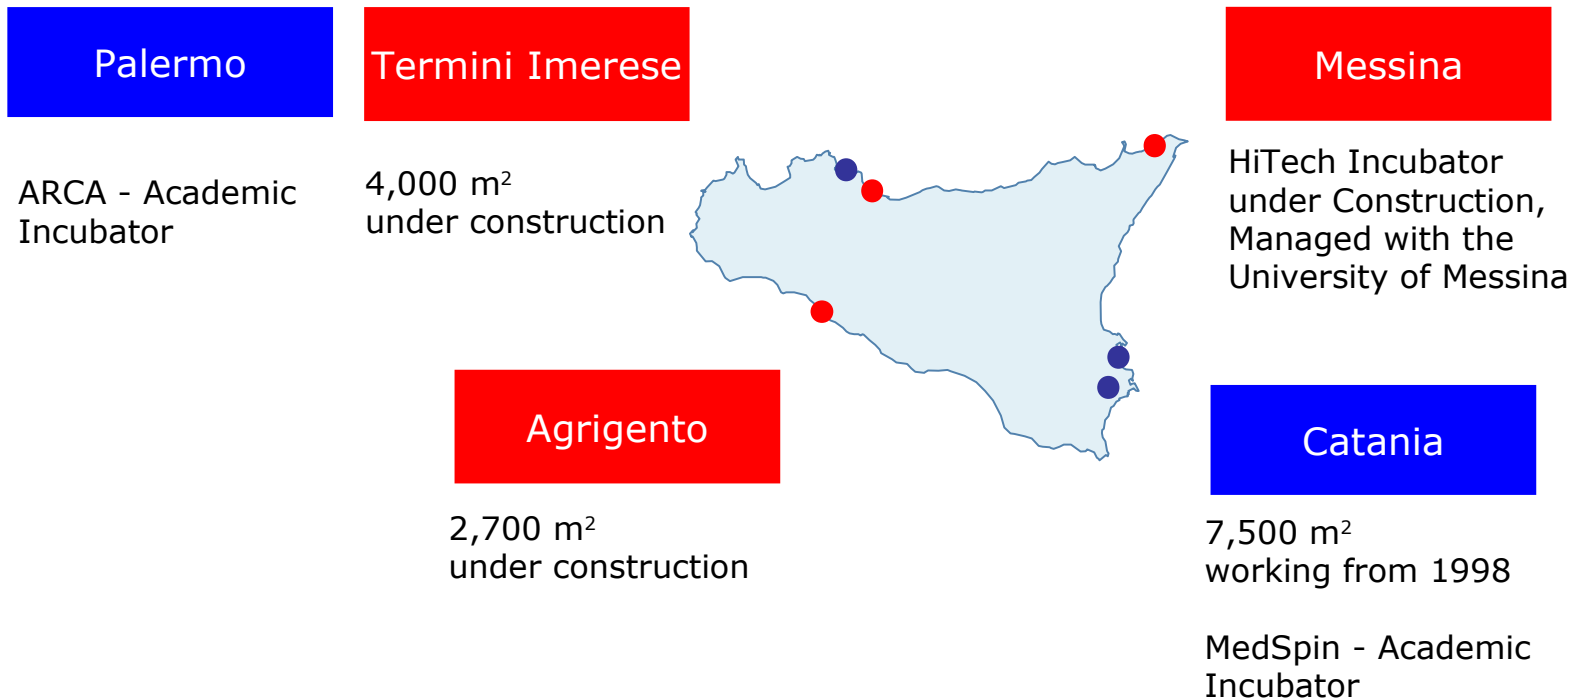 Palermo
ARCA - Academic
Incubator
Termini Imerese
4,000 m²
under construction
Messina
HiTech Incubator
under Construction,
Managed with the
University of Messina
Agrigento
2,700 m²
under construction
Catania
7,500 m²
working from 1998
MedSpin - Academic
Incubator